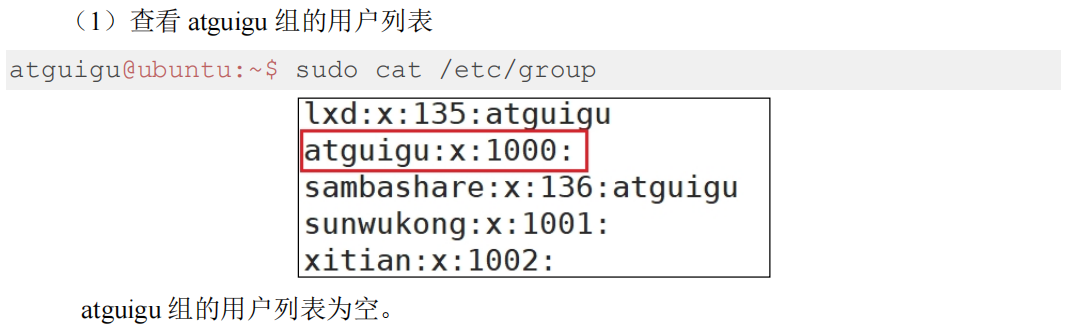 （1）查看 atguigu 组的用户列表
atguigu@ubuntu:~$ sudo cat /etc/group
lxd:x:135:atguigu
atguigu:x:1000:
sambashare:x:136:atguigu
sunwukong:x:1001:
xitian:x:1002:
atguigu 组的用户列表为空。